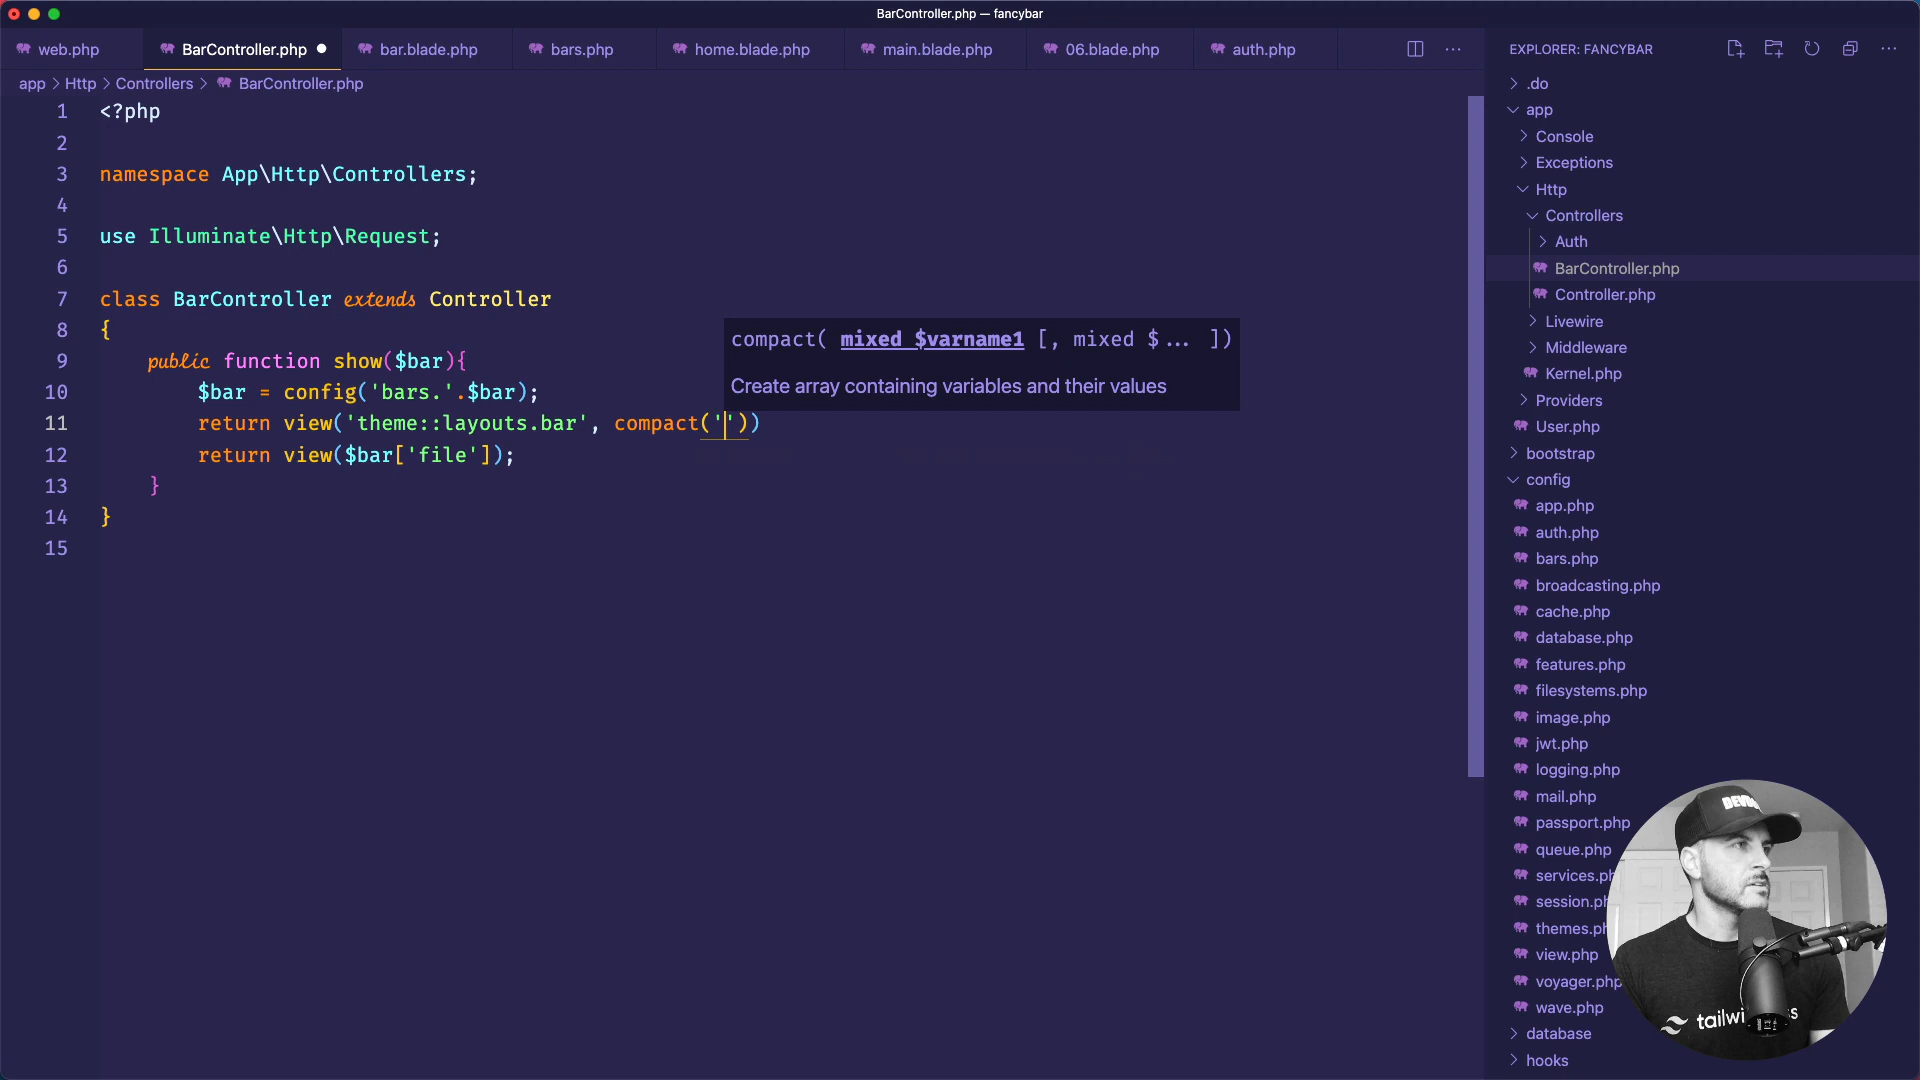 BarController.php — fancybar
web.php
BarController.php
bar.blade.php
bars.php
home.blade.php
main.blade.php
06.blade.php
auth.php
EXPLORER: FANCYBAR
app > Http > Controllers > BarController.php
1 <?php
2
3 namespace App\Http\Controllers;
4
5 use Illuminate\Http\Request;
6
7 class BarController extends Controller
8 {
9 public function show($bar){
10 $bar = config('bars.'.$bar);
11 return view('theme::layouts.bar', compact(''))
12 return view($bar['file']);
13 }
14 }
15
compact( mixed $varname1 [, mixed $... ])
Create array containing variables and their values
.do
app
Console
Exceptions
Http
Controllers
Auth
BarController.php
Controller.php
Livewire
Middleware
Kernel.php
Providers
User.php
bootstrap
config
app.php
auth.php
bars.php
broadcasting.php
cache.php
database.php
features.php
filesystems.php
image.php
jwt.php
logging.php
mail.php
passport.php
queue.php
services.ph
session.ph
themes.ph
view.php
voyager.php
wave.php
database
hooks